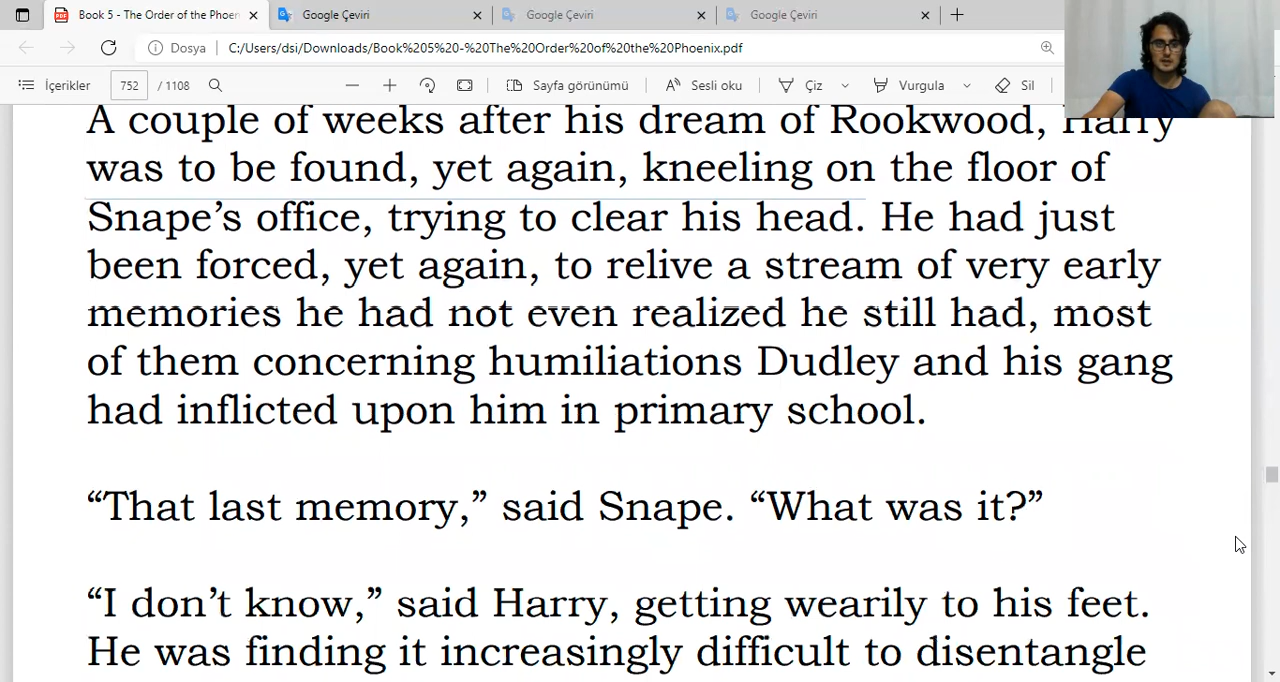 Book 5 - The Order of the Phoen
Google Çeviri
Google Çeviri
Google Çeviri
Dosya
C:/Users/dsi/Downloads/Book%205%20-%20The%20Order%20of%20the%20Phoenix.pdf
İçerikler
752 / 1108
Sayfa görünümü
Sesli oku
Çiz
Vurgula
Sil
A couple of weeks after his dream of Rookwood, Harry
was to be found, yet again, kneeling on the floor of
Snape’s office, trying to clear his head. He had just
been forced, yet again, to relive a stream of very early
memories he had not even realized he still had, most
of them concerning humiliations Dudley and his gang
had inflicted upon him in primary school.
“That last memory,” said Snape. “What was it?”
“I don’t know,” said Harry, getting wearily to his feet.
He was finding it increasingly difficult to disentangle